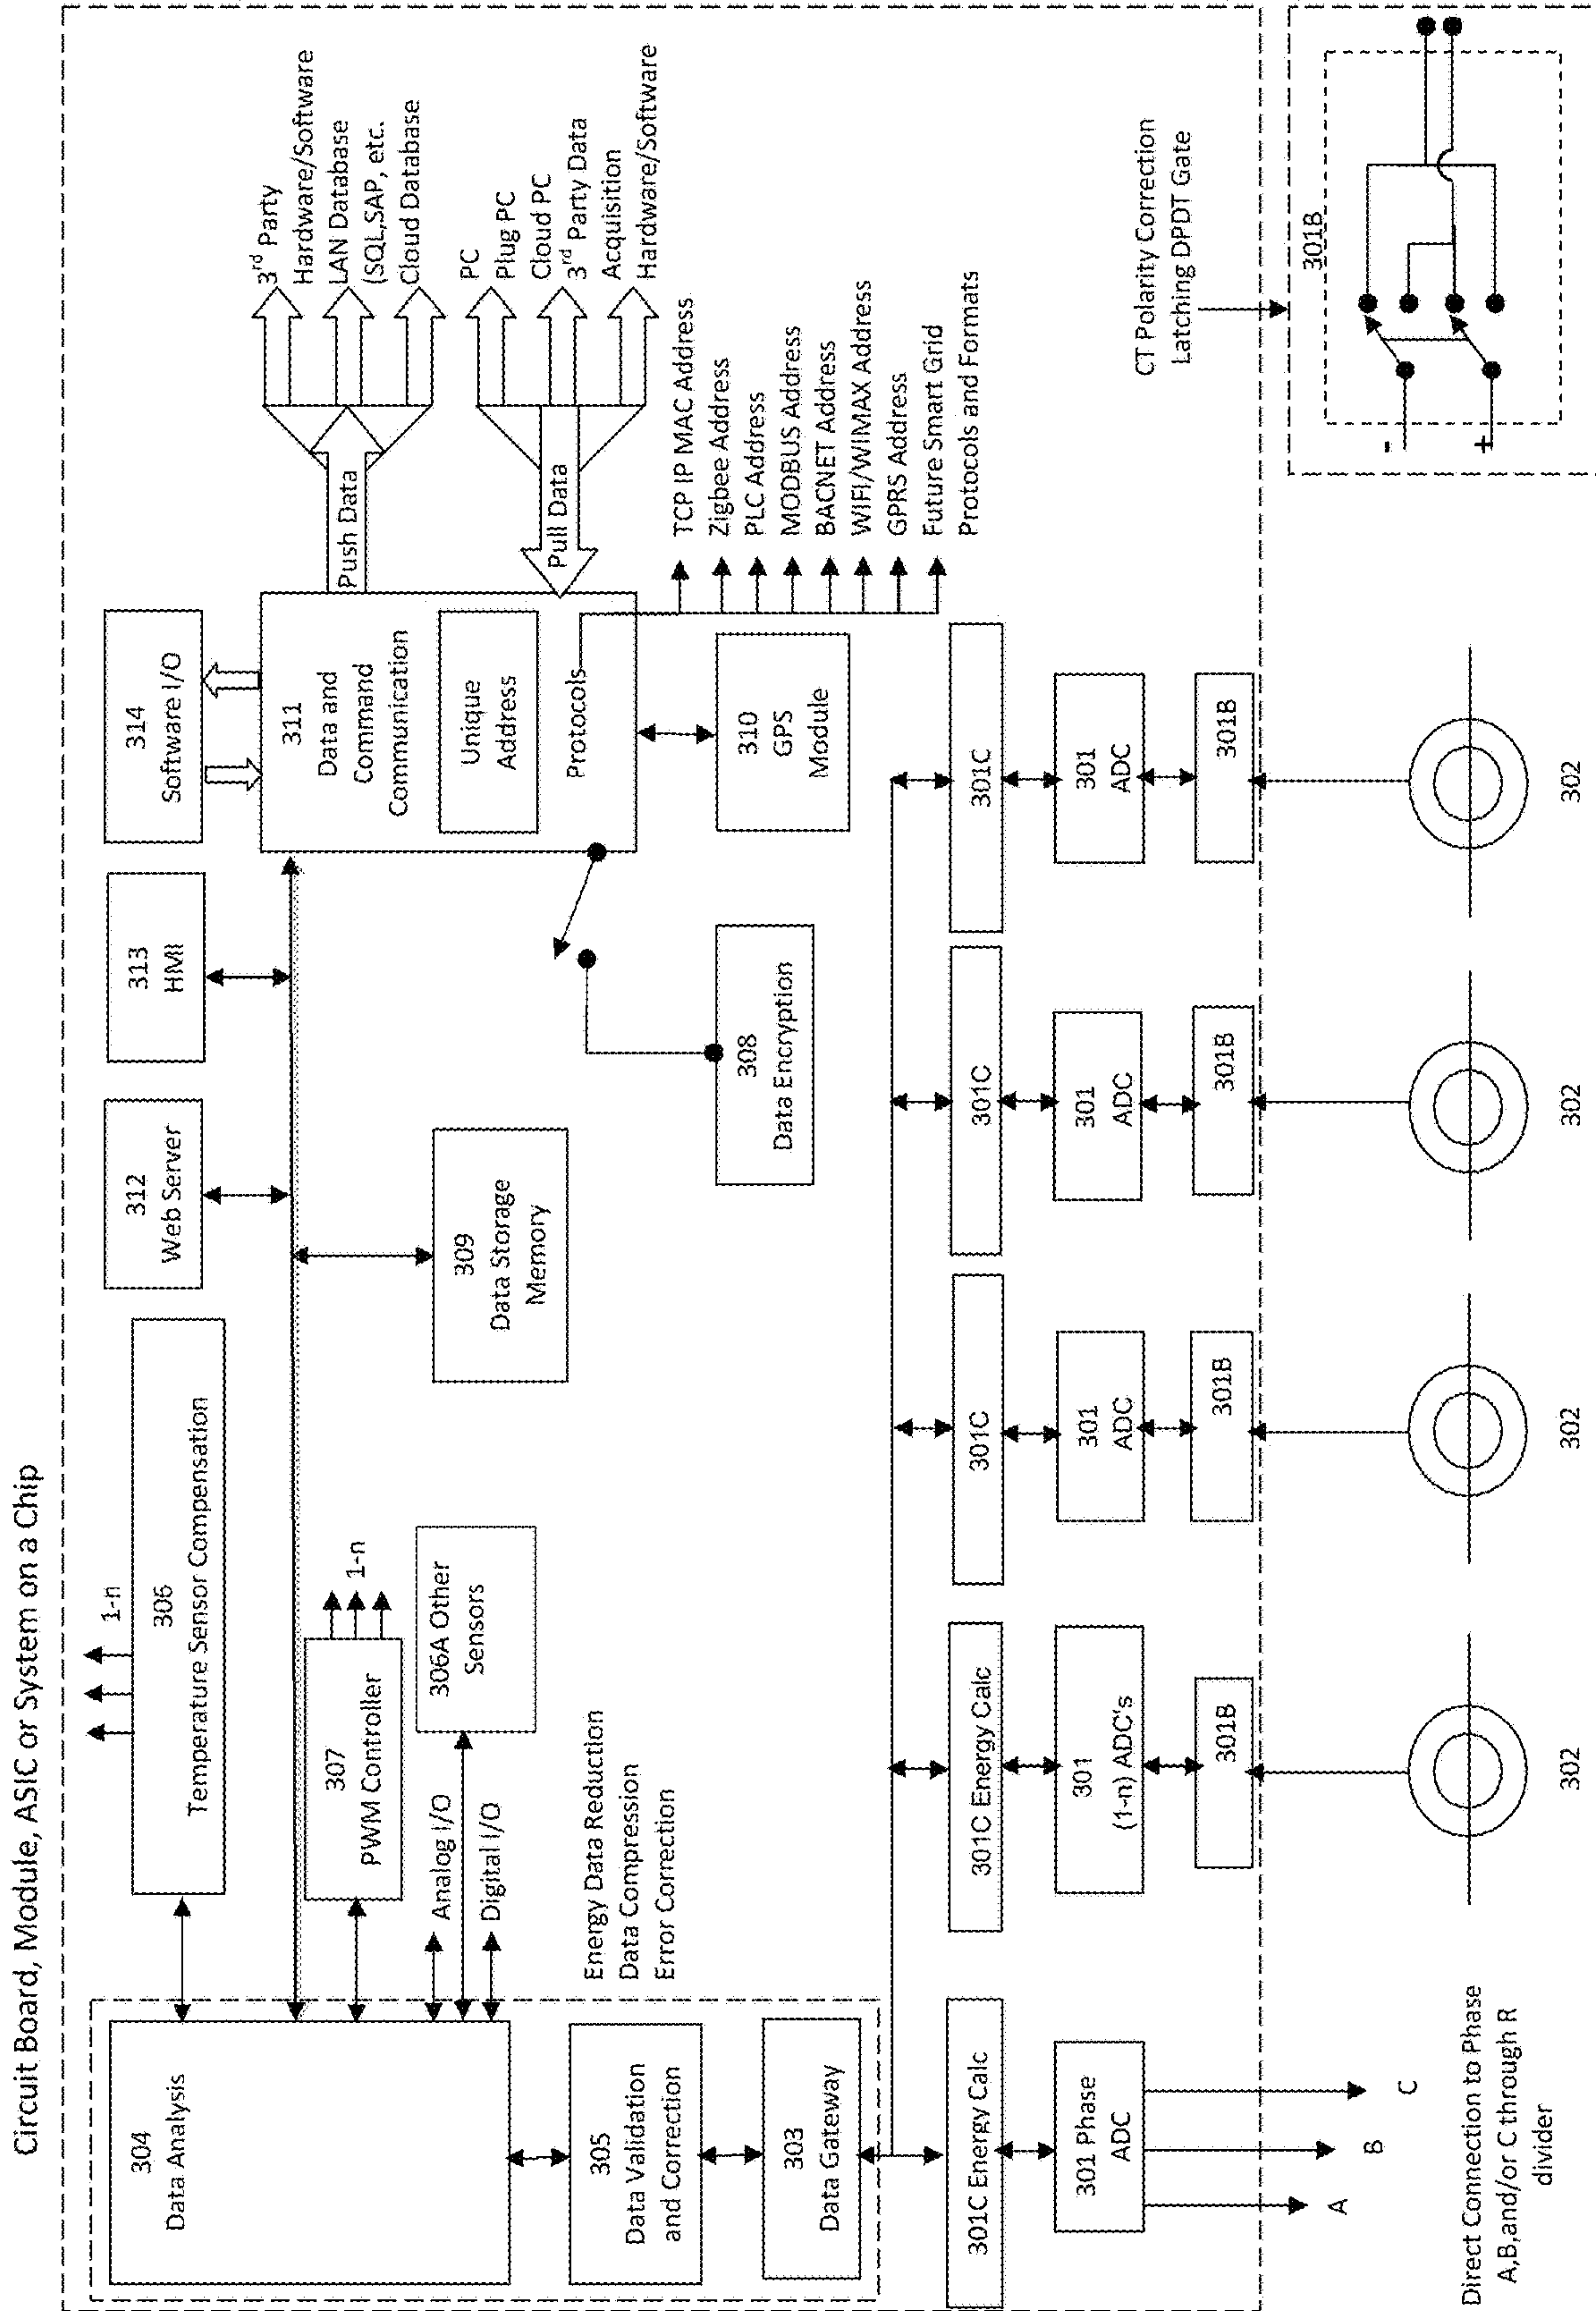 Circuit Board, Module, ASIC or System on a Chip
304
Data Analysis
305
Data Validation
and Correction
303
Data Gateway
1-n
306
Temperature Sensor Compensation
307
PWM Controller
1-n
Analog I/O
Digital I/O
306A Other
Sensors
Energy Data Reduction
Data Compression
Error Correction
312
Web Server
313
HMI
314
Software I/O
309
Data Storage
Memory
308
Data Encryption
311
Data and
Command
Communication
Unique
Address
Protocols
310
GPS
Module
Push Data
Pull Data
3rd Party
Hardware/Software
LAN Database
(SQL,SAP, etc.
Cloud Database
PC
Plug PC
Cloud PC
3rd Party Data
Acquisition
Hardware/Software
TCP IP MAC Address
Zigbee Address
PLC Address
MODBUS Address
BACNET Address
WIFI/WIMAX Address
GPRS Address
Future Smart Grid
Protocols and Formats
301C Energy Calc
301C Energy Calc
301C
301C
301C
301 Phase
ADC
301
(1-n) ADC's
301
ADC
301
ADC
301
ADC
301B
301B
301B
301B
A
B
C
Direct Connection to Phase
A,B,and/or C through R
divider
302
302
302
302
CT Polarity Correction
Latching DPDT Gate
301B
-
+